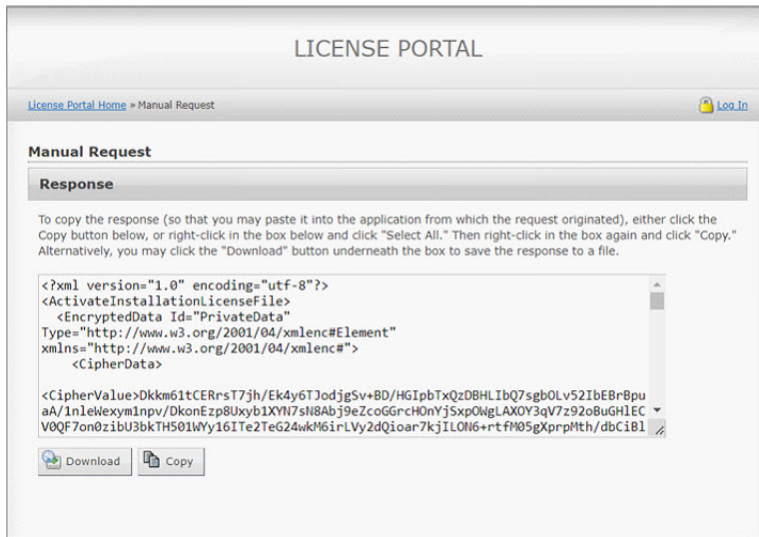 LICENSE PORTAL
License Portal Home » Manual Request
Log In
Manual Request
Response
To copy the response (so that you may paste it into the application from which the request originated), either click the
Copy button below, or right-click in the box below and click "Select All." Then right-click in the box again and click "Copy."
Alternatively, you may click the "Download" button underneath the box to save the response to a file.
<?xml version="1.0" encoding="utf-8"?>
<ActivateInstallationLicenseFile>
<EncryptedData Id="PrivateData"
Type="http://www.w3.org/2001/04/xmlenc#Element"
xmlns="http://www.w3.org/2001/04/xmlenc#">
<CipherData>
<CipherValue>Dkkm61tCERrsT7jh/Ek4y6TJodjgSv+BD/HGIpbTxQzDBHLIbQ7sgbOLv52IbEBrBpu
aA/1nleWexym1npv/DkonEzp8Uxyb1XYN7sN8Abj9eZcoGGrcHOnYjSxpOWgLAXOY3qV7z92oBuGHlEC
V0QF7on0zibU3bkTH501WYy16ITe2TeG24wkM6irLVy2dQioar7kjILON6+rtfM05gXprpMth/dbCiBl
Download
Copy